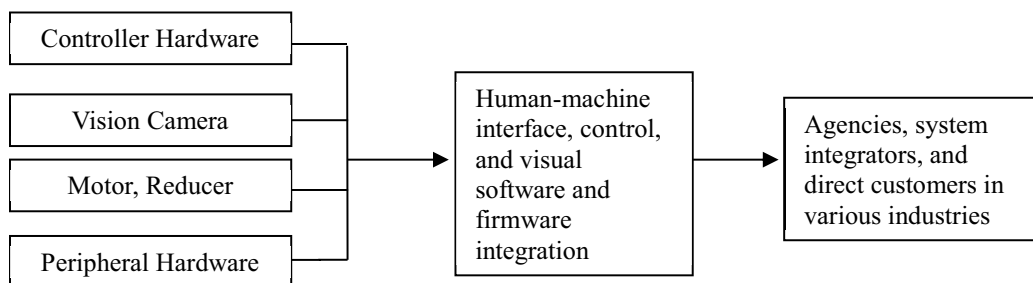 Controller Hardware
Vision Camera
Motor, Reducer
Peripheral Hardware
Human-machine
interface, control,
and visual
software and
firmware
integration
Agencies, system
integrators, and
direct customers in
various industries